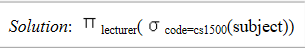 Solution: π lecturer( σ code=cs1500(subject))